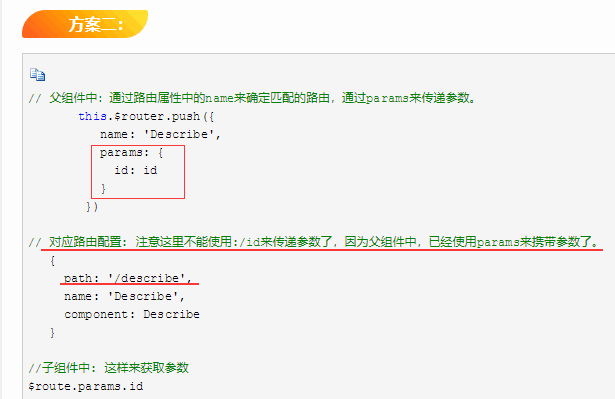 方案二：
// 父组件中：通过路由属性中的name来确定匹配的路由，通过params来传递参数。
this.$router.push({
name: 'Describe',
params: {
id: id
}
})
// 对应路由配置: 注意这里不能使用:/id来传递参数了，因为父组件中，已经使用params来携带参数了。
{
path: '/describe',
name: 'Describe',
component: Describe
}
//子组件中: 这样来获取参数
$route.params.id